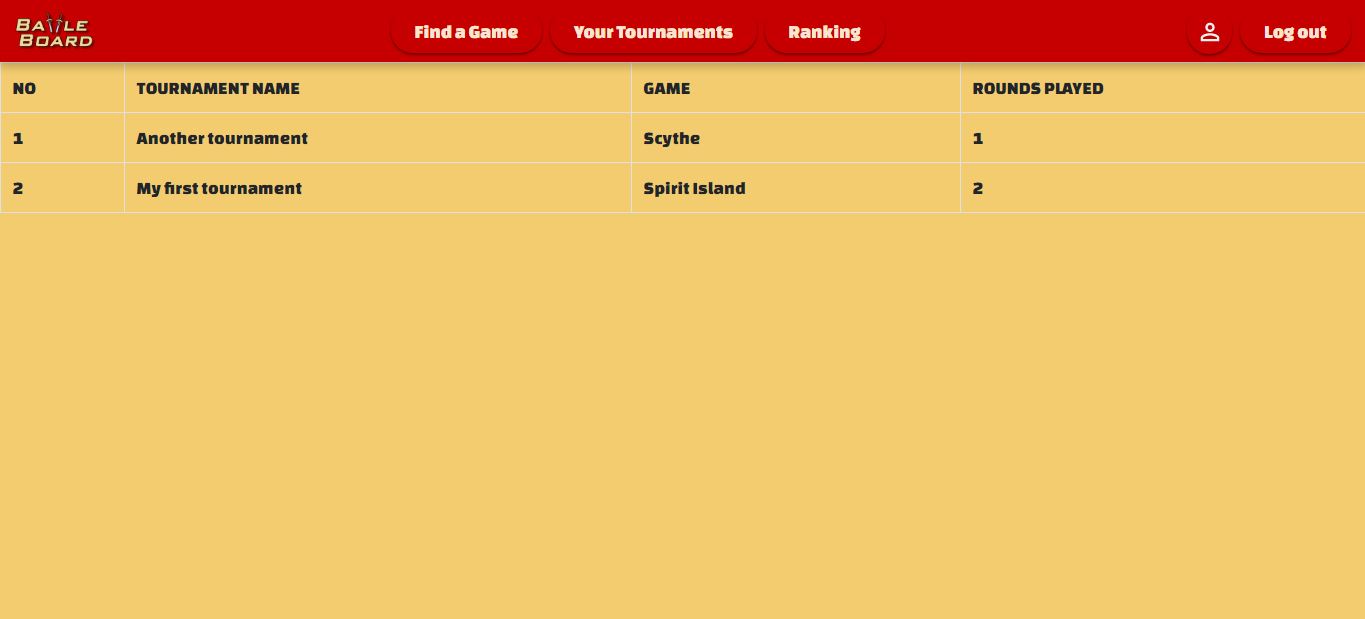 BATTLE
BOARD
Find a Game
Your Tournaments
Ranking
Log out
NO TOURNAMENT NAME GAME ROUNDS PLAYED
1 Another tournament Scythe 1
2 My first tournament Spirit Island 2